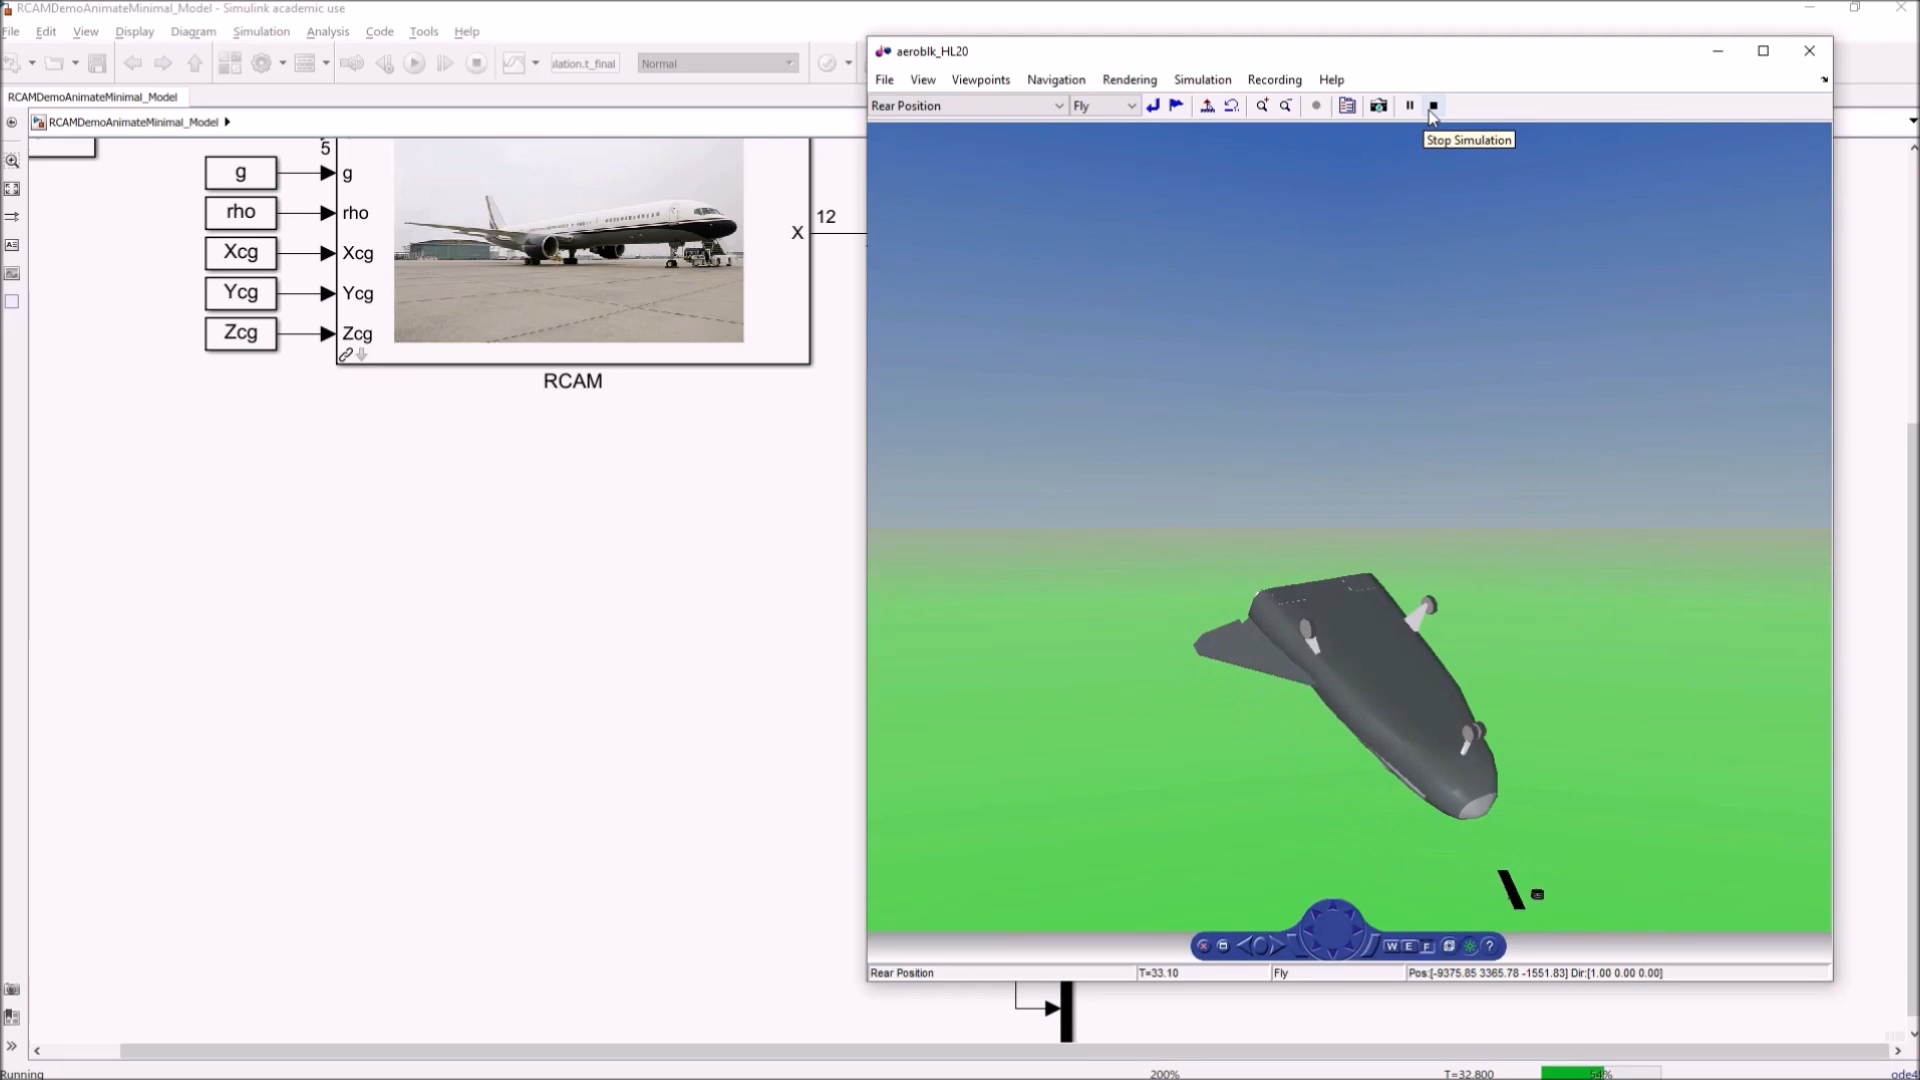 RCAMDemoAnimateMinimal_Model - Simulink academic use
File Edit View Display Diagram Simulation Analysis Code Tools Help
ulation.t_final Normal
RCAMDemoAnimateMinimal_Model
RCAMDemoAnimateMinimal_Model
5
g g
rho rho
Xcg Xcg
Ycg Ycg
Zcg Zcg
X 12
RCAM
aeroblk_HL20
File View Viewpoints Navigation Rendering Simulation Recording Help
Rear Position Fly
Stop Simulation
W E F ?
Rear Position T=33.10 Fly Pos:[-9375.85 3365.78 -1551.83] Dir:[1.00 0.00 0.00]
Running 200% T=32.800 54% ode4